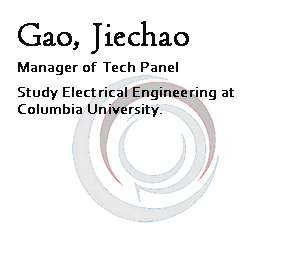 Gao, Jiechao
Manager of Tech Panel
Study Electrical Engineering at
Columbia University.